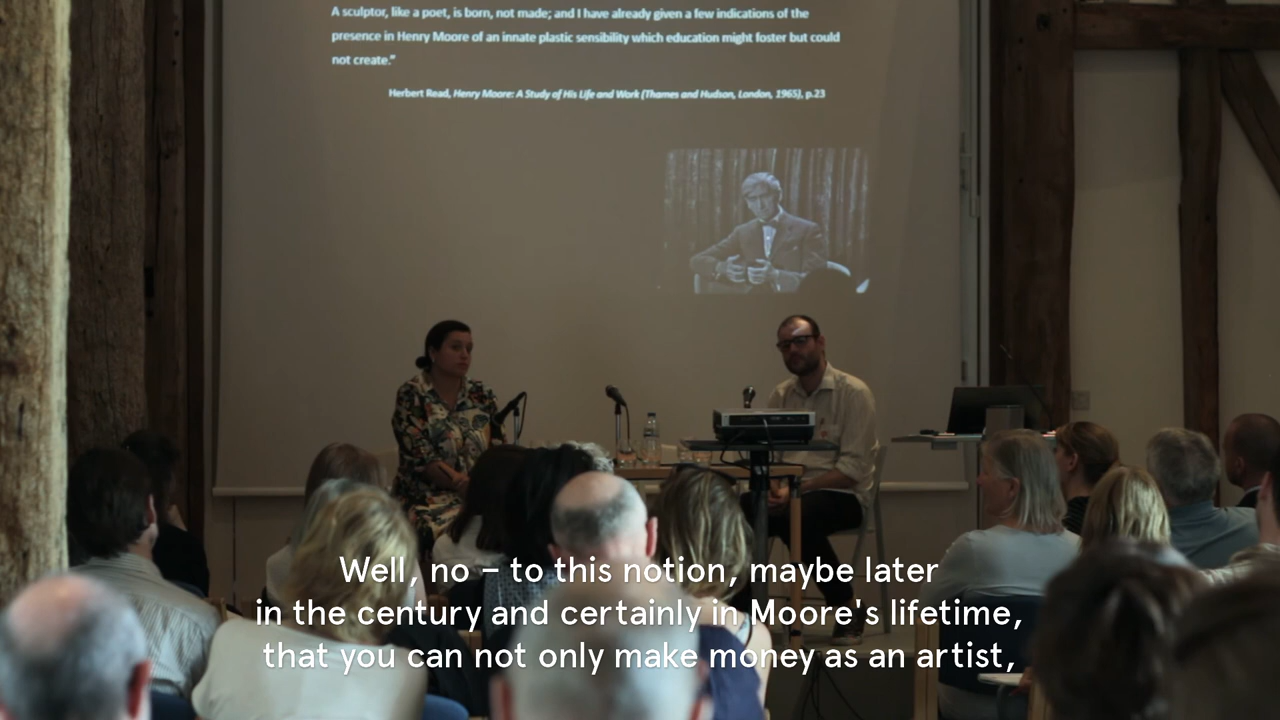 A sculptor, like a poet, is born, not made; and I have already given a few indications of the
presence in Henry Moore of an innate plastic sensibility which education might foster but could
not create.”
Herbert Read, Henry Moore: A Study of His Life and Work (Thames and Hudson, London, 1965), p.23
Well, no – to this notion, maybe later
in the century and certainly in Moore's lifetime,
that you can not only make money as an artist,